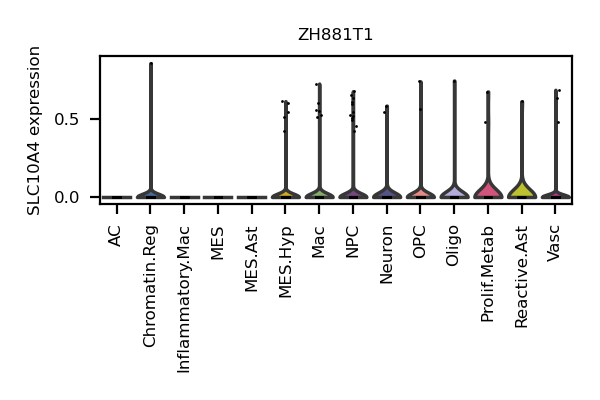 ZH881T1
SLC10A4 expression
0.5
0.0
AC
Chromatin.Reg
Inflammatory.Mac
MES
MES.Ast
MES.Hyp
Mac
NPC
Neuron
OPC
Oligo
Prolif.Metab
Reactive.Ast
Vasc